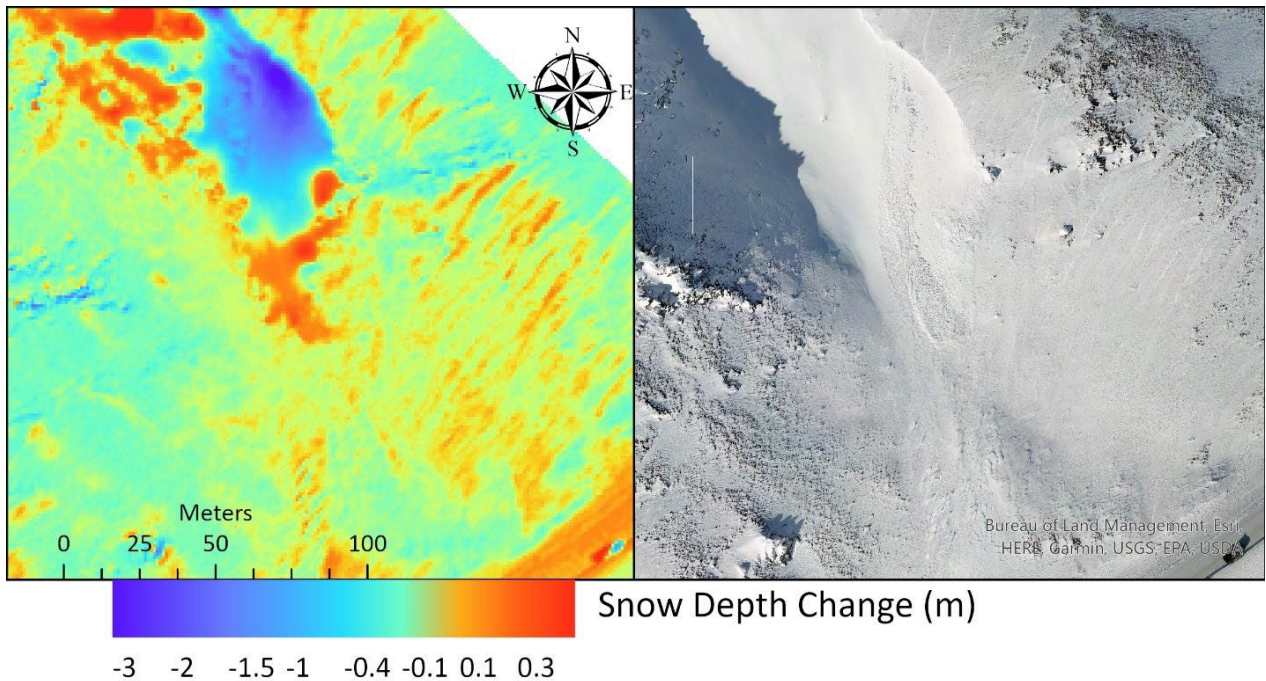 N
W E
S
Meters
0 25 50 100
Bureau of Land Management, Esri,
HERE, Garmin, USGS, EPA, USDA
Snow Depth Change (m)
-3 -2 -1.5 -1 -0.4 -0.1 0.1 0.3